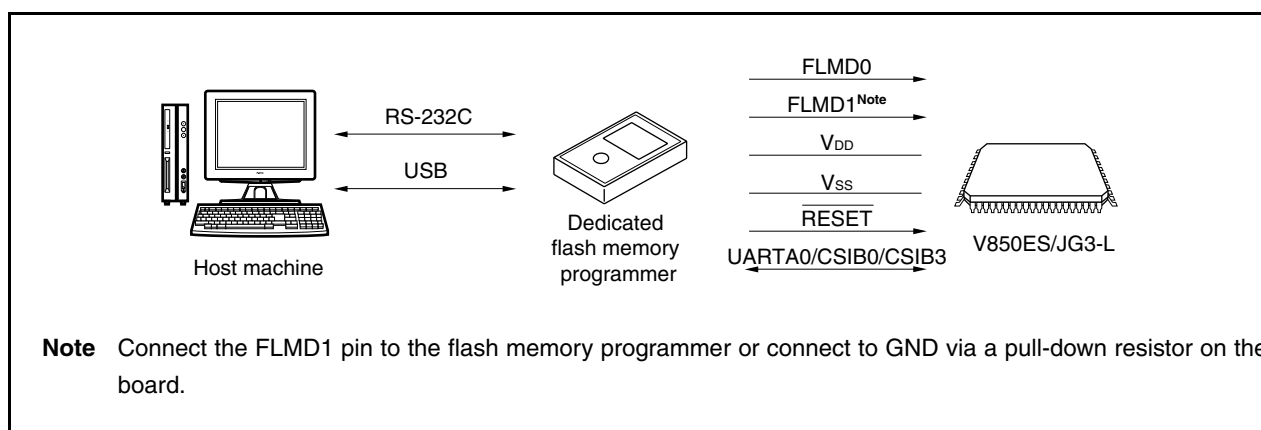 FLMD0
FLMD1Note
RS-232C
VDD
USB
VSS
RESET
Dedicated
flash memory
programmer
UARTA0/CSIB0/CSIB3
V850ES/JG3-L
Host machine
Note Connect the FLMD1 pin to the flash memory programmer or connect to GND via a pull-down resistor on the
board.